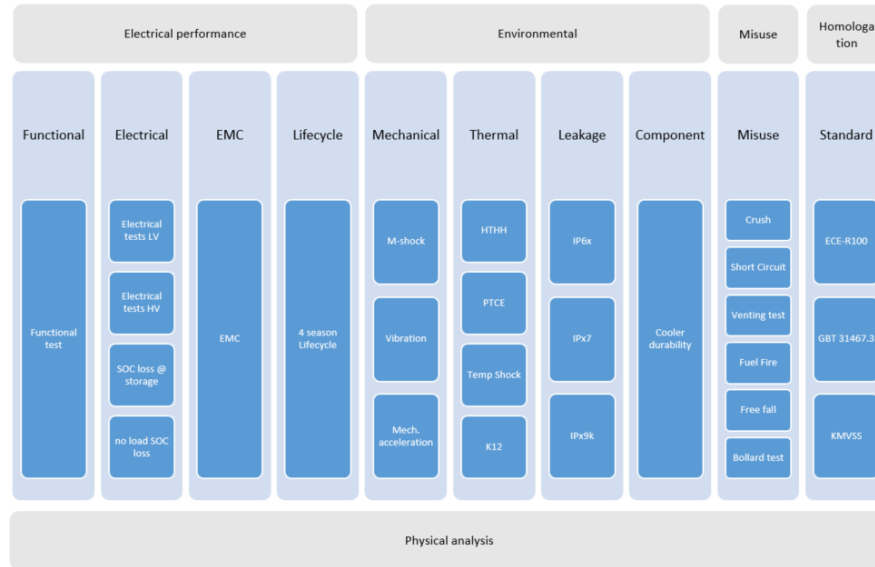 Electrical performance
Environmental
Misuse
Homologa
tion
Functional
Electrical
EMC
Lifecycle
Mechanical
Thermal
Leakage
Component
Misuse
Standard
Functional
test
Electrical
tests LV
Electrical
tests HV
SOC loss @
storage
no load SOC
loss
EMC
4 season
Lifecycle
M-shock
Vibration
Mech.
acceleration
HTHH
PTCE
Temp Shock
K12
IP6x
IPx7
IPx9k
Cooler
durability
Crush
Short Circuit
Venting test
Fuel Fire
Free fall
Bollard test
ECE-R100
GBT 31467.3
KMVSS
Physical analysis